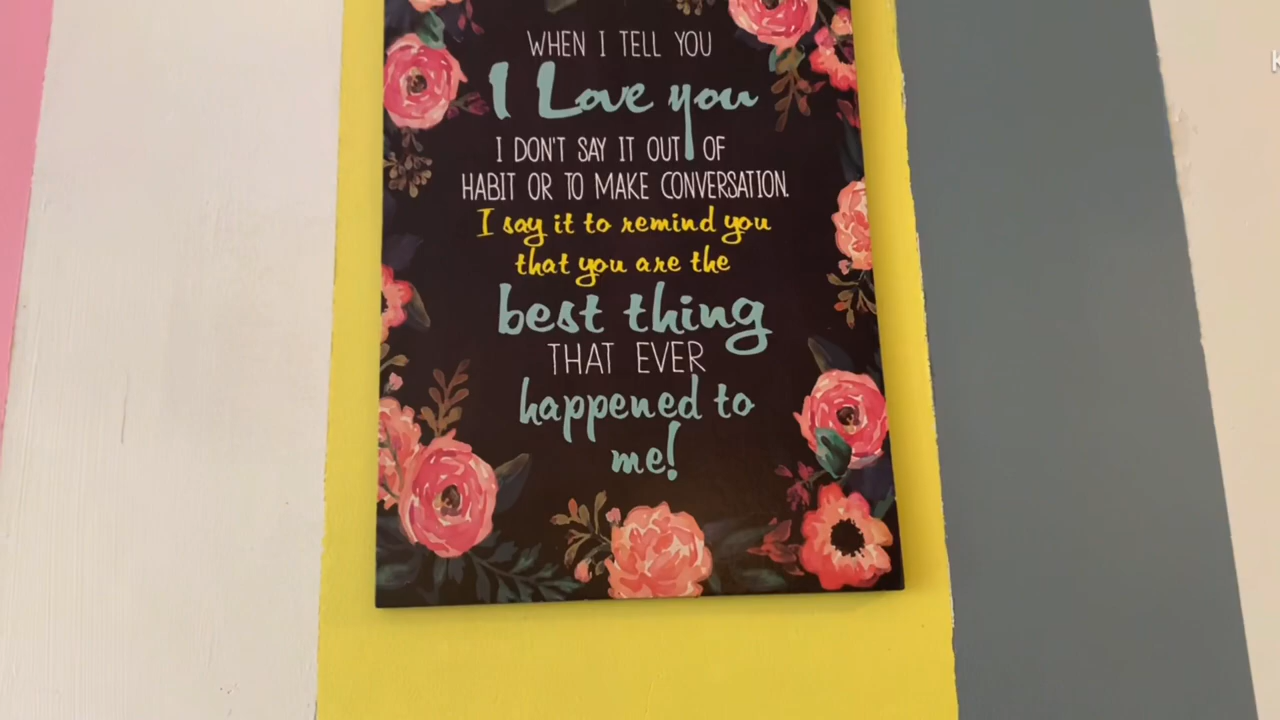 WHEN I TELL YOU
I Love you
I DON'T SAY IT OUT OF
HABIT OR TO MAKE CONVERSATION.
I say it to remind you
that you are the
best thing
THAT EVER
happened to
me!